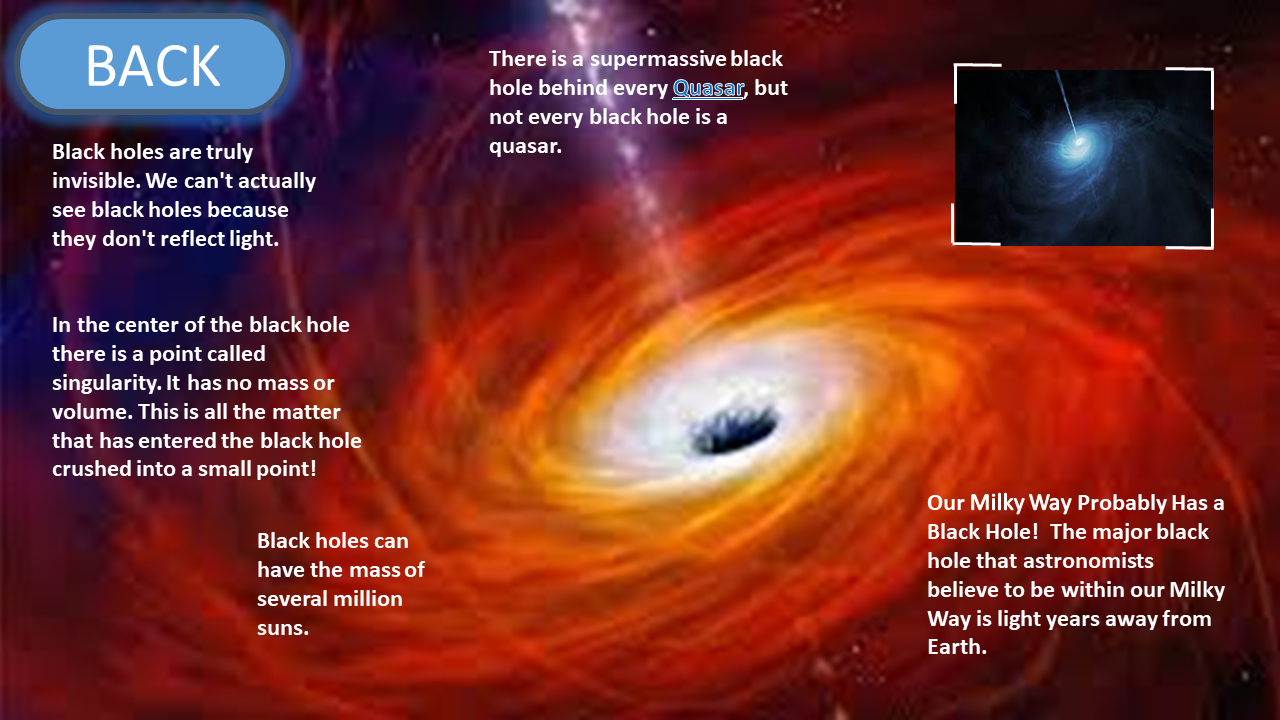 BACK
There is a supermassive black
hole behind every Quasar, but
not every black hole is a
quasar.
Black holes are truly
invisible. We can't actually
see black holes because
they don't reflect light.
In the center of the black hole
there is a point called
singularity. It has no mass or
volume. This is all the matter
that has entered the black hole
crushed into a small point!
Black holes can
have the mass of
several million
suns.
Our Milky Way Probably Has a
Black Hole!  The major black
hole that astronomists
believe to be within our Milky
Way is light years away from
Earth.